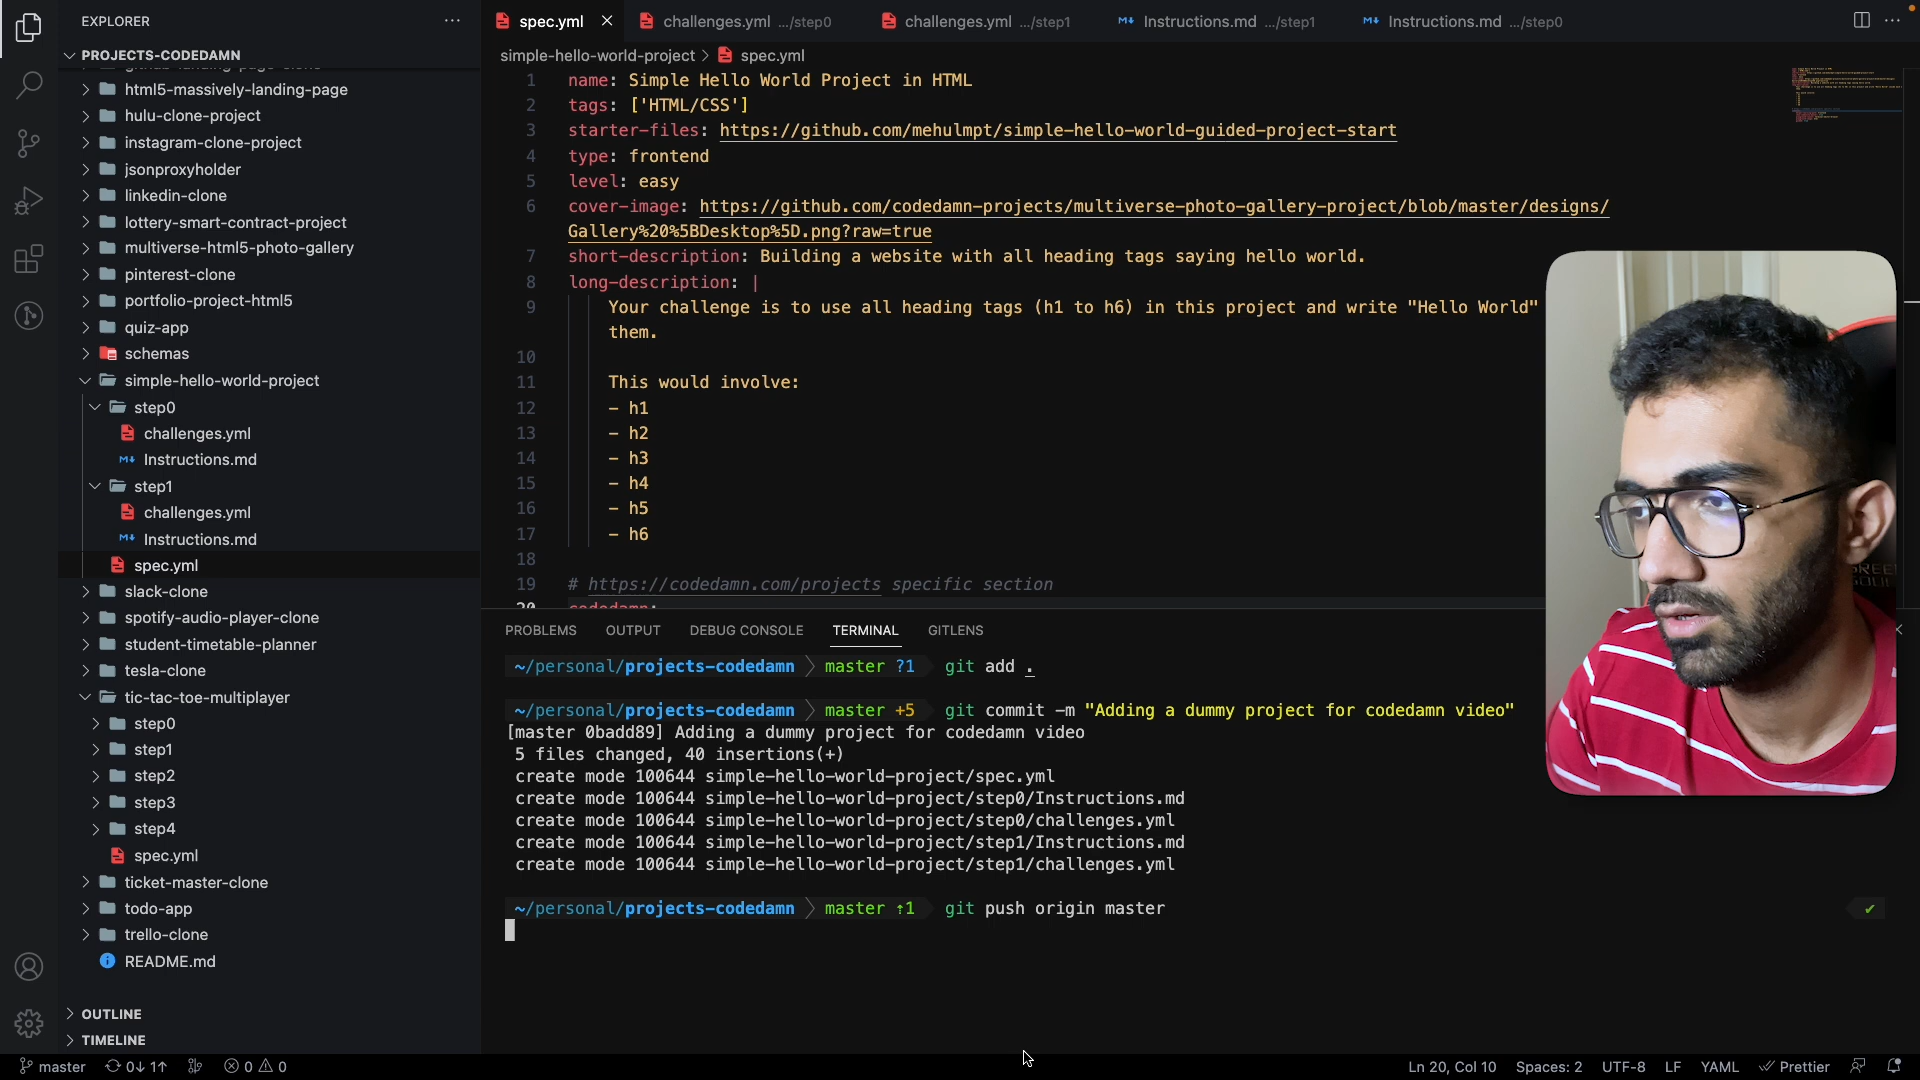 EXPLORER
PROJECTS-CODEDAMN
html5-massively-landing-page
hulu-clone-project
instagram-clone-project
jsonproxyholder
linkedin-clone
lottery-smart-contract-project
multiverse-html5-photo-gallery
pinterest-clone
portfolio-project-html5
quiz-app
schemas
simple-hello-world-project
step0
challenges.yml
Instructions.md
step1
challenges.yml
Instructions.md
spec.yml
slack-clone
spotify-audio-player-clone
student-timetable-planner
tesla-clone
tic-tac-toe-multiplayer
step0
step1
step2
step3
step4
spec.yml
ticket-master-clone
todo-app
trello-clone
README.md
OUTLINE
TIMELINE
spec.yml
challenges.yml .../step0
challenges.yml .../step1
Instructions.md .../step1
Instructions.md .../step0
simple-hello-world-project > spec.yml
1 name: Simple Hello World Project in HTML
2 tags: ['HTML/CSS']
3 starter-files: https://github.com/mehulmpt/simple-hello-world-guided-project-start
4 type: frontend
5 level: easy
6 cover-image: https://github.com/codedamn-projects/multiverse-photo-gallery-project/blob/master/designs/
Gallery%20%5BDesktop%5D.png?raw=true
7 short-description: Building a website with all heading tags saying hello world.
8 long-description: |
9 Your challenge is to use all heading tags (h1 to h6) in this project and write "Hello World"
them.
10
11 This would involve:
12 - h1
13 - h2
14 - h3
15 - h4
16 - h5
17 - h6
18
19 # https://codedamn.com/projects specific section
20 codedamn:
PROBLEMS OUTPUT DEBUG CONSOLE TERMINAL GITLENS
~/personal/projects-codedamn master ?1 git add .
~/personal/projects-codedamn master +5 git commit -m "Adding a dummy project for codedamn video"
[master 0badd89] Adding a dummy project for codedamn video
5 files changed, 40 insertions(+)
create mode 100644 simple-hello-world-project/spec.yml
create mode 100644 simple-hello-world-project/step0/Instructions.md
create mode 100644 simple-hello-world-project/step0/challenges.yml
create mode 100644 simple-hello-world-project/step1/Instructions.md
create mode 100644 simple-hello-world-project/step1/challenges.yml
~/personal/projects-codedamn master ⇡1 git push origin master
master 0↓ 1↑ 0 0
Ln 20, Col 10 Spaces: 2 UTF-8 LF YAML Prettier